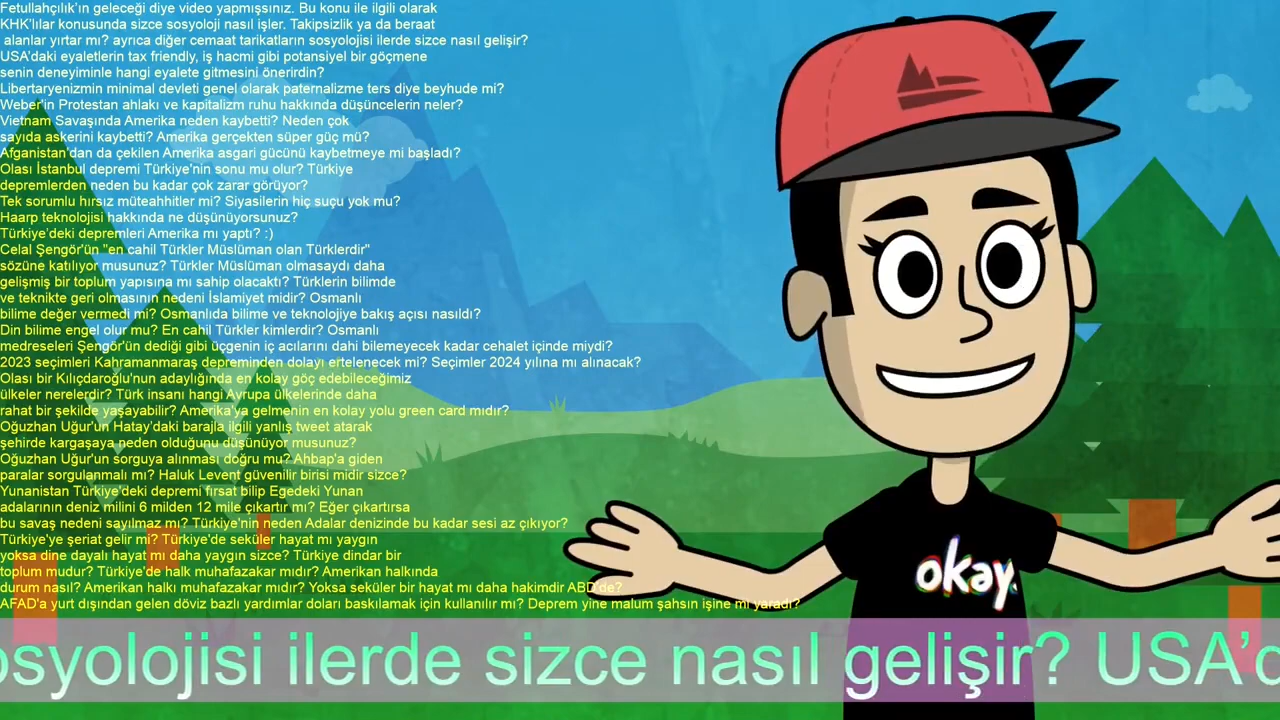 Fetullahçılık'ın geleceği diye video yapmışsınız. Bu konu ile ilgili olarak
KHK'lılar konusunda sizce sosyoloji nasıl işler. Takipsizlik ya da beraat
alanlar yırtar mı? ayrıca diğer cemaat tarikatların sosyolojisi ilerde sizce nasıl gelişir?
USA'daki eyaletlerin tax friendly, iş hacmi gibi potansiyel bir göçmene
senin deneyiminle hangi eyalete gitmesini önerirdin?
Libertaryenizmin minimal devleti genel olarak paternalizme ters diye beyhude mi?
Weber'in Protestan ahlakı ve kapitalizm ruhu hakkında düşüncelerin neler?
Vietnam Savaşında Amerika neden kaybetti? Neden çok
sayıda askerini kaybetti? Amerika gerçekten süper güç mü?
Afganistan'dan da çekilen Amerika asgari gücünü kaybetmeye mi başladı?
Olası İstanbul depremi Türkiye'nin sonu mu olur? Türkiye
depremlerden neden bu kadar çok zarar görüyor?
Tek sorumlu hırsız müteahhitler mi? Siyasilerin hiç suçu yok mu?
Haarp teknolojisi hakkında ne düşünüyorsunuz?
Türkiye'deki depremleri Amerika mı yaptı? :)
Celal Şengör'ün "en cahil Türkler Müslüman olan Türklerdir"
sözüne katılıyor musunuz? Türkler Müslüman olmasaydı daha
gelişmiş bir toplum yapısına mı sahip olacaktı? Türklerin bilimde
ve teknikte geri olmasının nedeni İslamiyet midir? Osmanlı
bilime değer vermedi mi? Osmanlıda bilime ve teknolojiye bakış açısı nasıldı?
Din bilime engel olur mu? En cahil Türkler kimlerdir? Osmanlı
medreseleri Şengör'ün dediği gibi üçgenin iç acılarını dahi bilemeyecek kadar cehalet içinde miydi?
2023 seçimleri Kahramanmaraş depreminden dolayı ertelenecek mi? Seçimler 2024 yılına mı alınacak?
Olası bir Kılıçdaroğlu'nun adaylığında en kolay göç edebileceğimiz
ülkeler nerelerdir? Türk insanı hangi Avrupa ülkelerinde daha
rahat bir şekilde yaşayabilir? Amerika'ya gelmenin en kolay yolu green card mıdır?
Oğuzhan Uğur'un Hatay'daki barajla ilgili yanlış tweet atarak
şehirde kargaşaya neden olduğunu düşünüyor musunuz?
Oğuzhan Uğur'un sorguya alınması doğru mu? Ahbap'a giden
paralar sorgulanmalı mı? Haluk Levent güvenilir birisi midir sizce?
Yunanistan Türkiye'deki depremi fırsat bilip Egedeki Yunan
adalarının deniz milini 6 milden 12 mile çıkartır mı? Eğer çıkartırsa
bu savaş nedeni sayılmaz mı? Türkiye'nin neden Adalar denizinde bu kadar sesi az çıkıyor?
Türkiye'ye şeriat gelir mi? Türkiye'de seküler hayat mı yaygın
yoksa dine dayalı hayat mı daha yaygın sizce? Türkiye dindar bir
toplum mudur? Türkiye'de halk muhafazakar mıdır? Amerikan halkında
durum nasıl? Amerikan halkı muhafazakar mıdır? Yoksa seküler bir hayat mı daha hakimdir ABD'de?
AFAD'a yurt dışından gelen döviz bazlı yardımlar doları baskılamak için kullanılır mı? Deprem yine malum şahsın işine mi yaradı?
okay.
osyolojisi ilerde sizce nasıl gelişir? USA'd